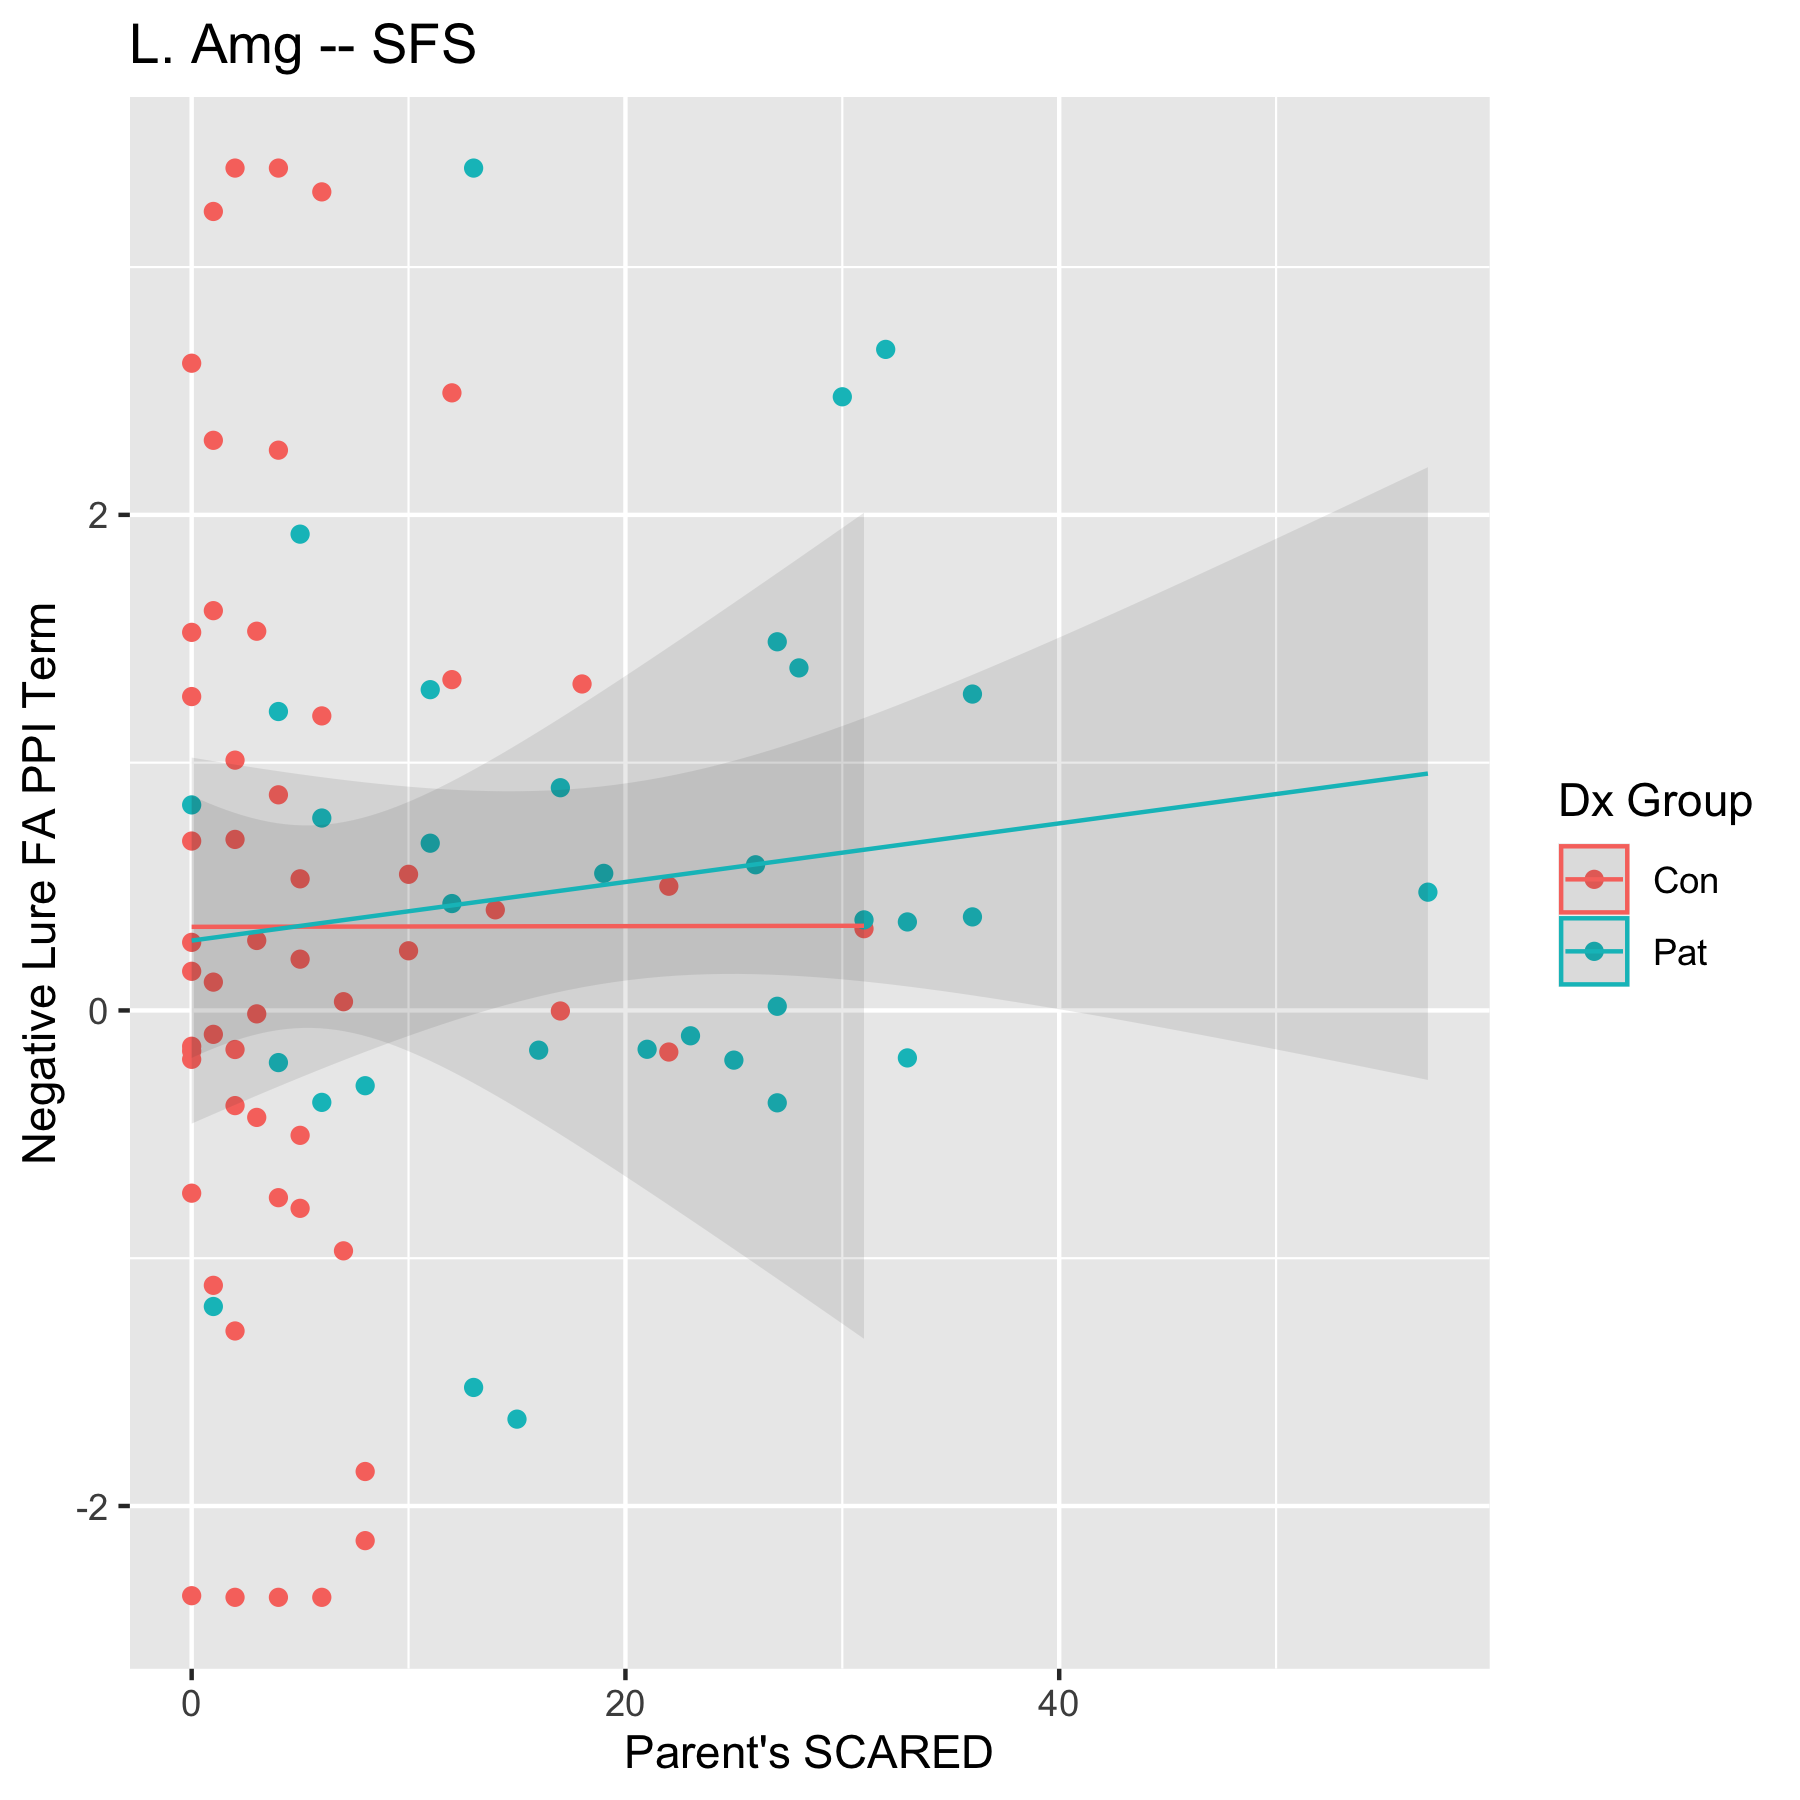 L. Amg -- SFS
Negative Lure FA PPI Term
2
0
-2
0
20
40
Parent's SCARED
Dx Group
Con
Pat